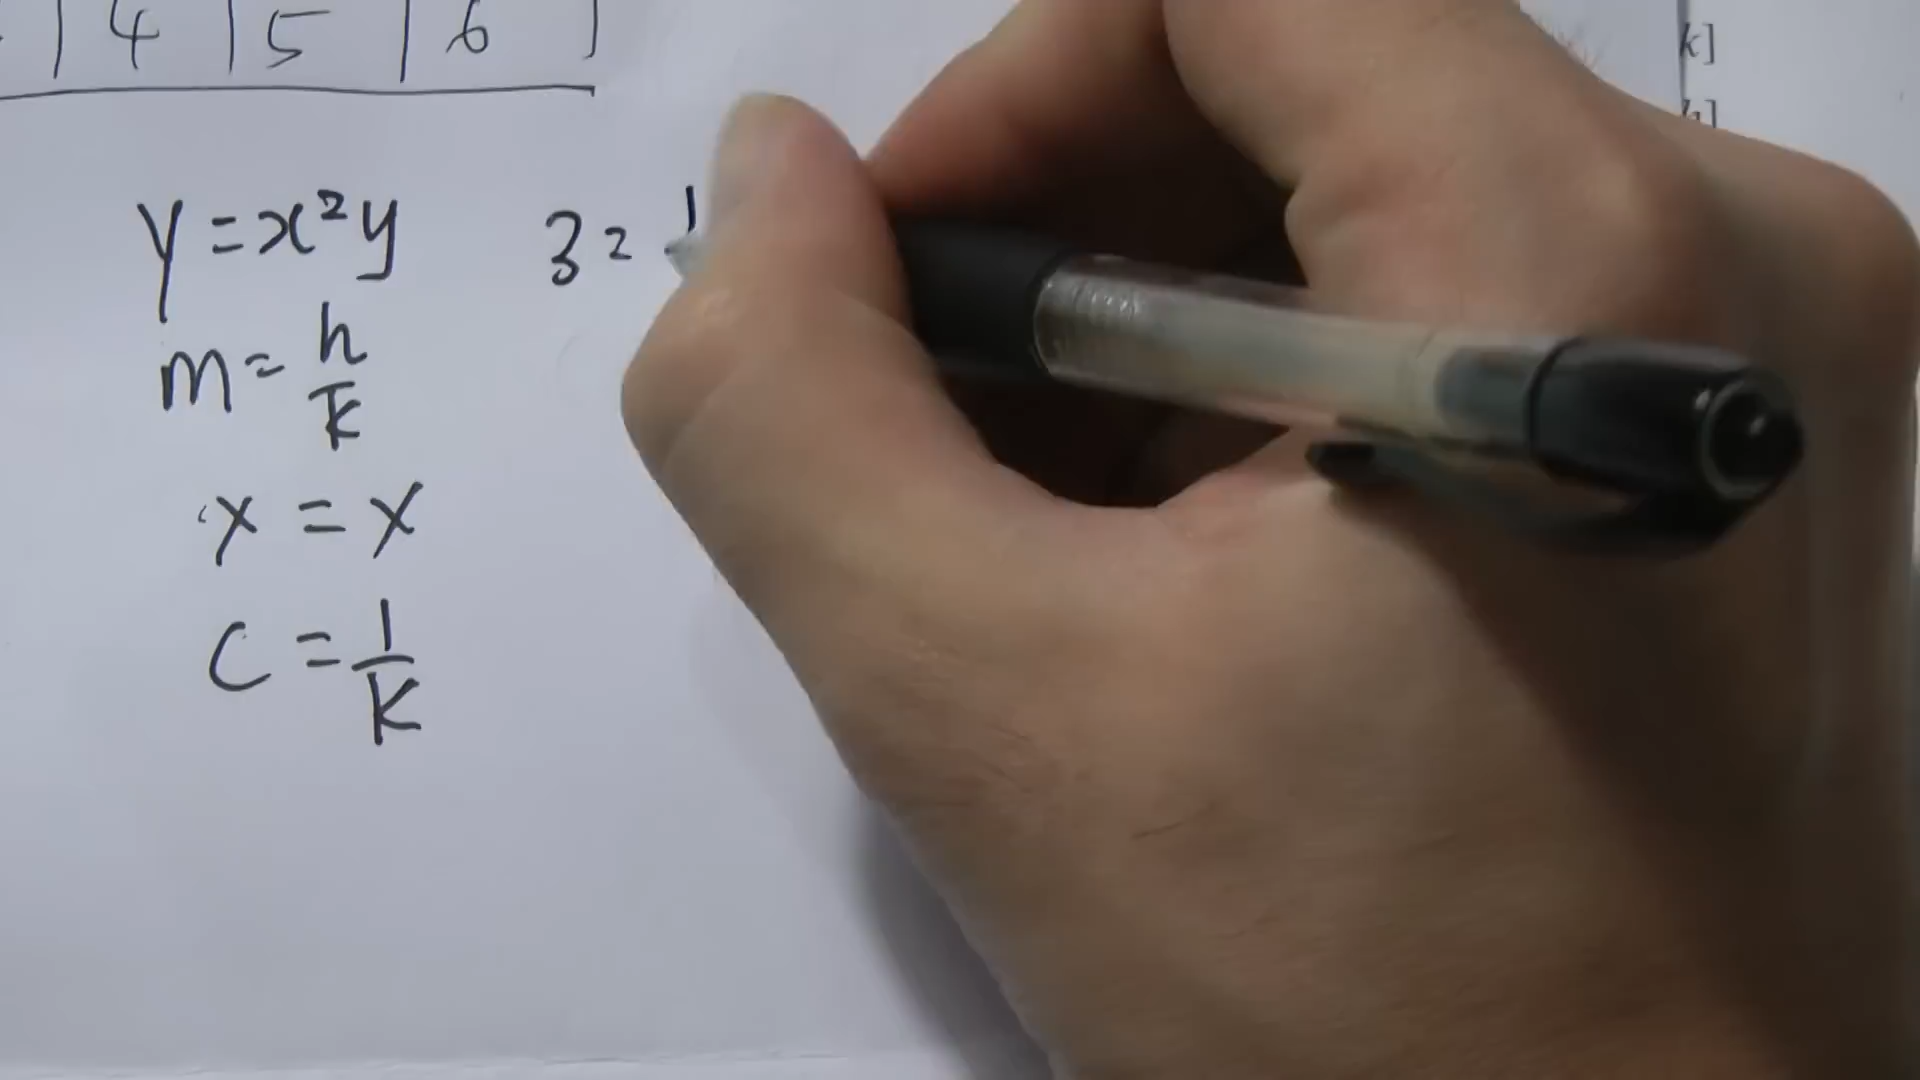 4 | 5 | 6
k]
Y = x²y
3 =
m = h/k
x = x
c = 1/k